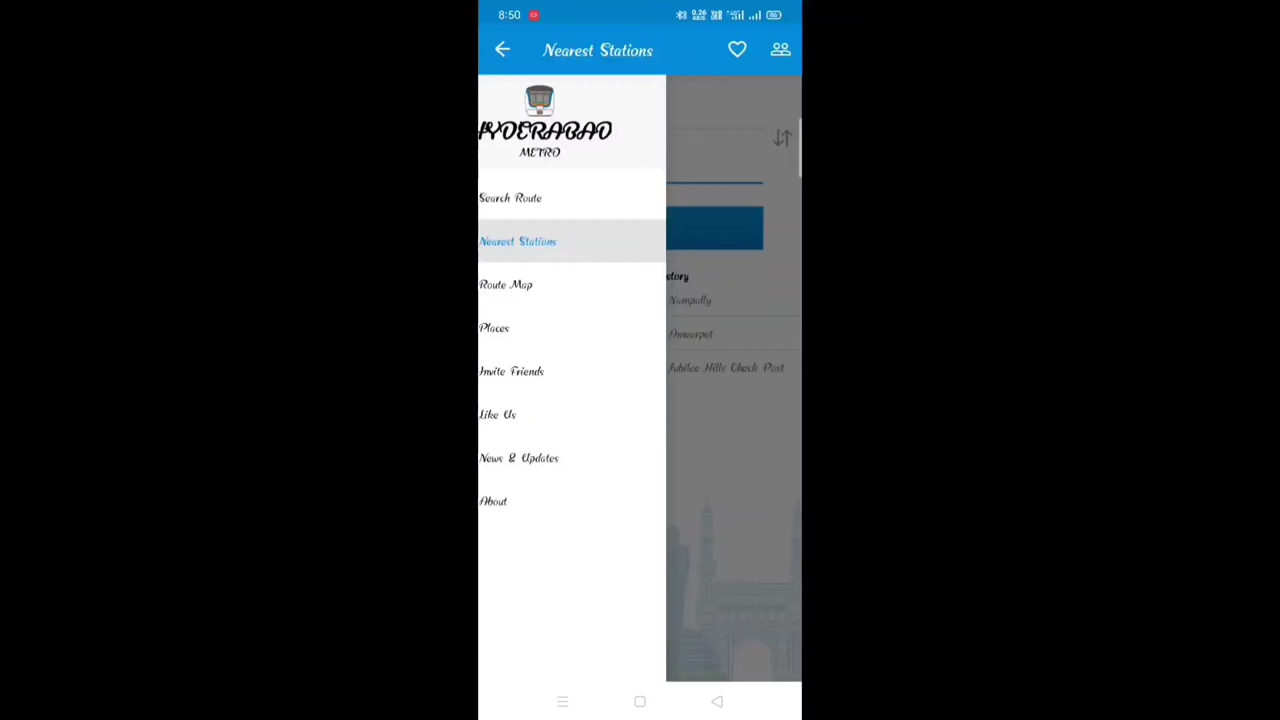 8:50
Nearest Stations
HYDERABAD
METRO
Search Route
Nearest Stations
Route Map
Places
Invite Friends
Like Us
News & Updates
About
story
Nampally
Ameerpet
Jubilee Hills Check Post